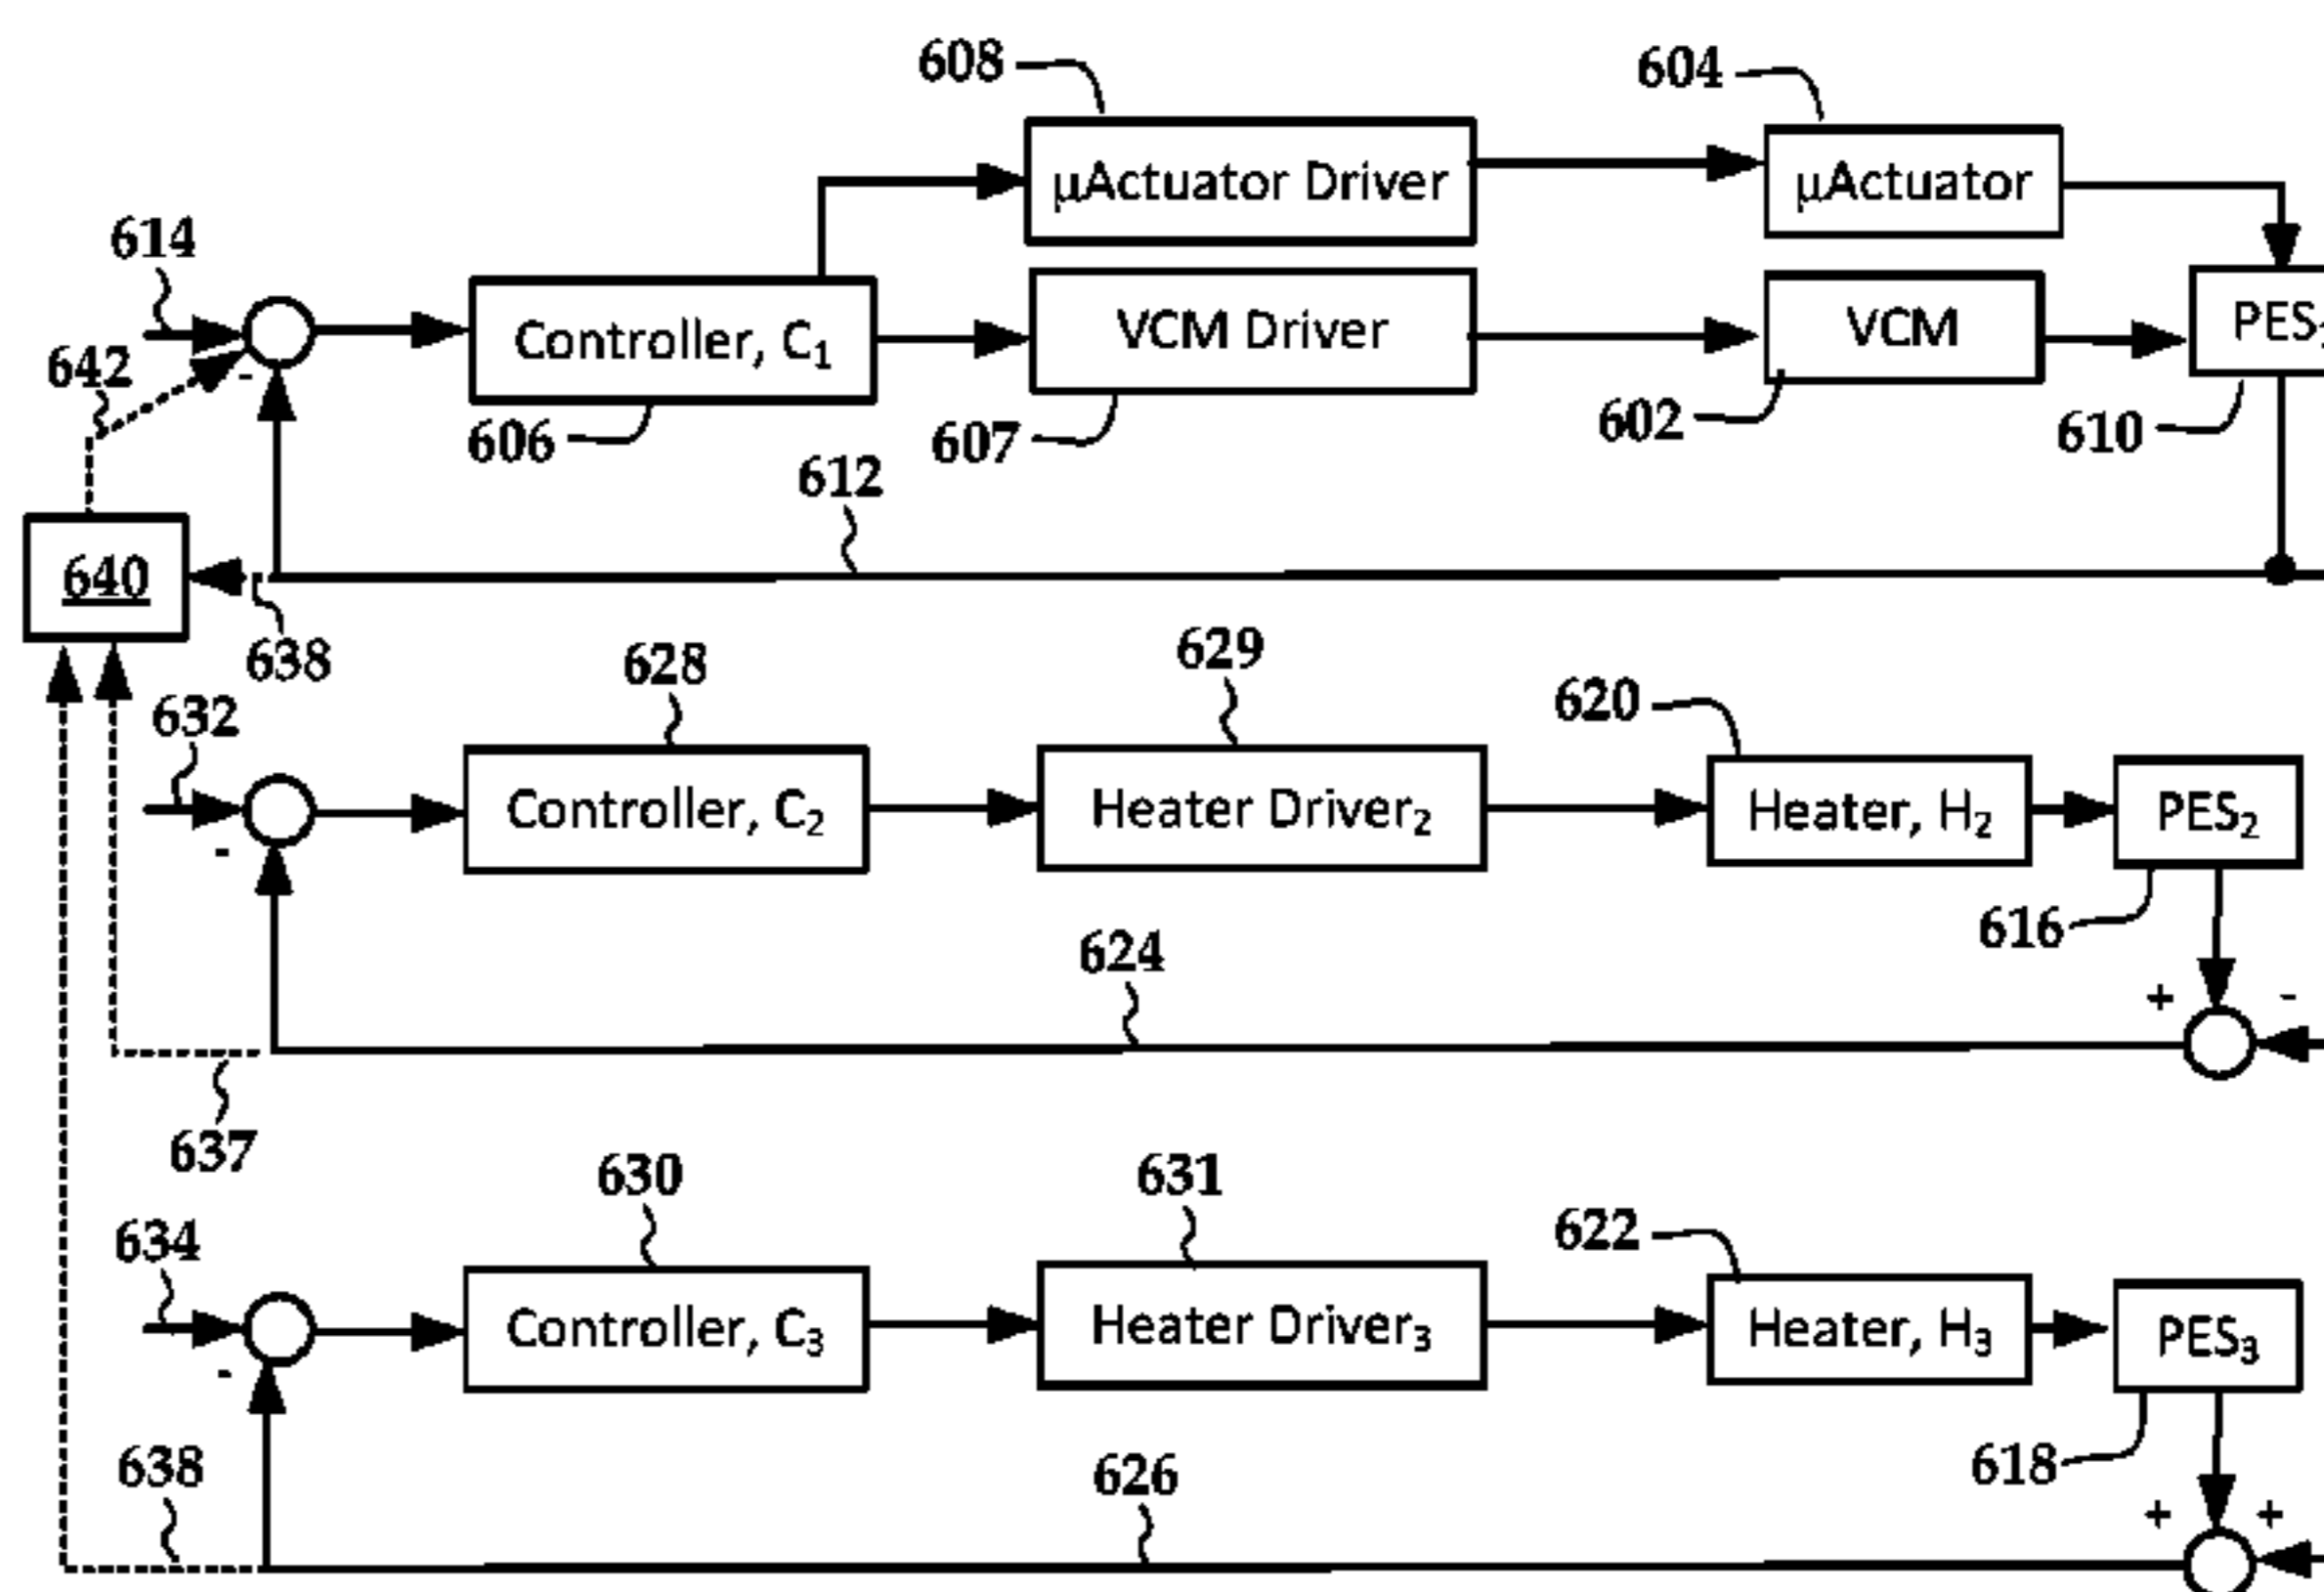 608
604
μActuator Driver
μActuator
614
642
Controller, C₁
VCM Driver
VCM
PES
-
606
607
602
610
612
640
638
632
628
629
620
Controller, C₂
Heater Driver₂
Heater, H₂
PES₂
-
616
624
+ -
637
630
631
622
634
Controller, C₃
Heater Driver₃
Heater, H₃
PES₃
-
618
638
626
+ +